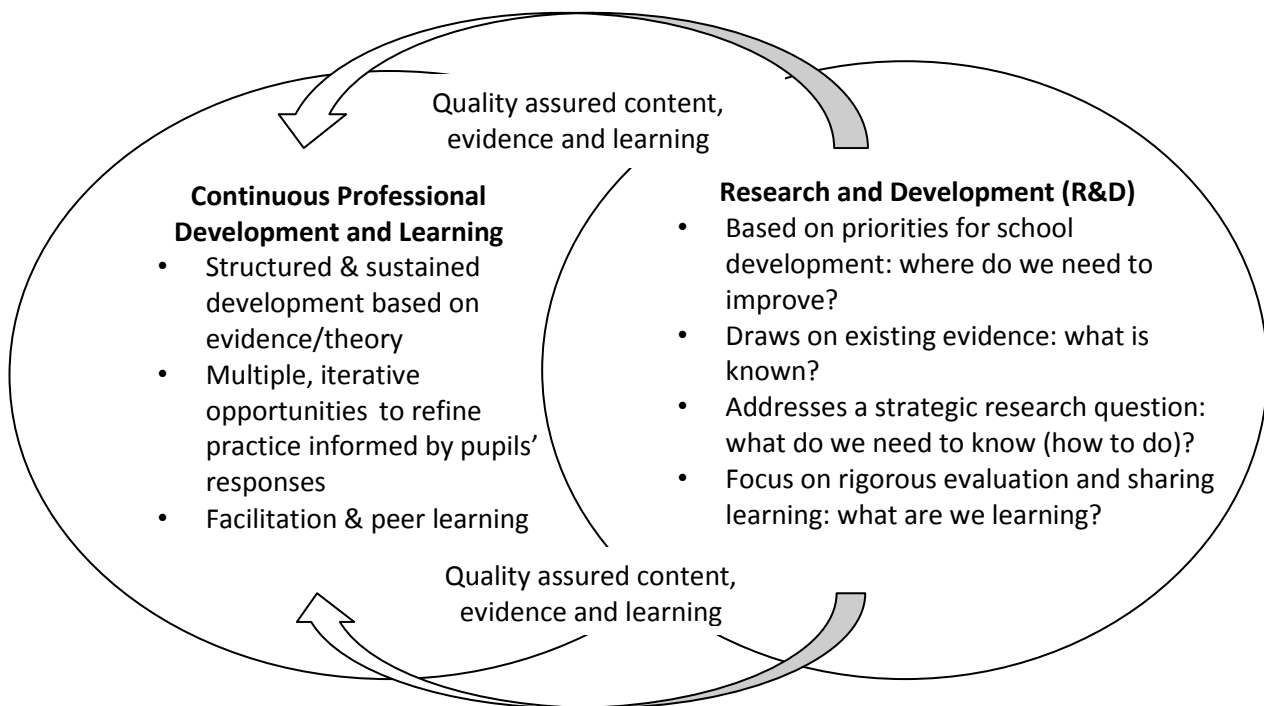 Quality assured content,
evidence and learning
Continuous Professional
Development and Learning
• Structured & sustained
development based on
evidence/theory
• Multiple, iterative
opportunities to refine
practice informed by pupils’
responses
• Facilitation & peer learning
Research and Development (R&D)
• Based on priorities for school
development: where do we need to
improve?
• Draws on existing evidence: what is
known?
• Addresses a strategic research question:
what do we need to know (how to do)?
• Focus on rigorous evaluation and sharing
learning: what are we learning?
Quality assured content,
evidence and learning